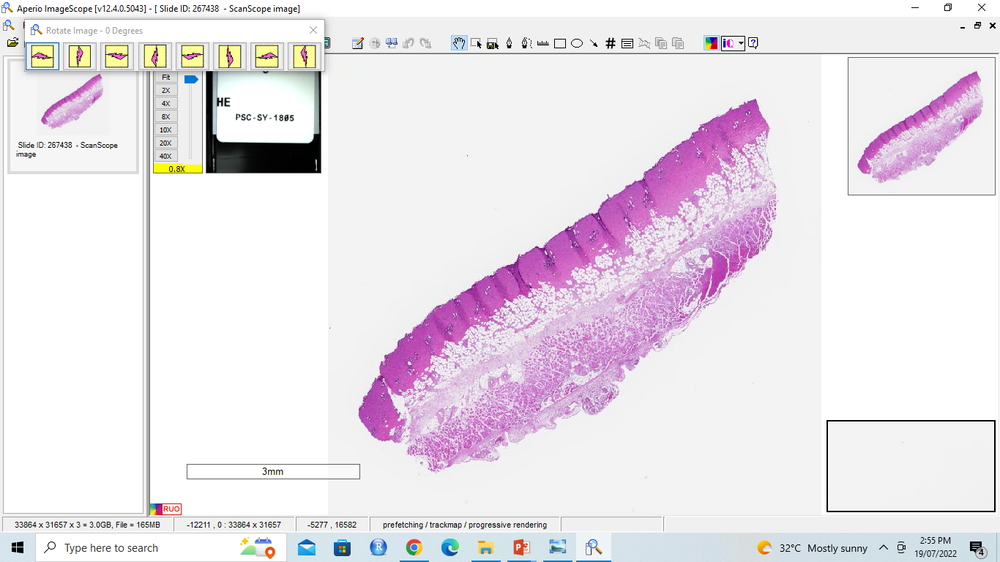 Aperio ImageScope [v12.4.0.5043] - [ Slide ID: 267438  - ScanScope image]
Rotate Image - 0 Degrees
Slide ID: 267438  - ScanScope
image
Fit
2X
4X
8X
10X
20X
40X
0.8X
HE
PSC-SY-1805
iQ
3mm
RUO
33864 x 31657 x 3 = 3.0GB, File = 165MB
-12211 , 0 : 33864 x 31657
-5277 , 16582
prefetching / trackmap / progressive rendering
Type here to search
R
P
32°C  Mostly sunny
2:55 PM
19/07/2022
4